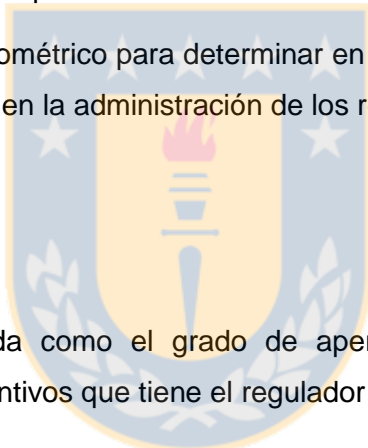 ométrico para determinar en
en la administración de los r
da como el grado de aper
ntivos que tiene el regulador